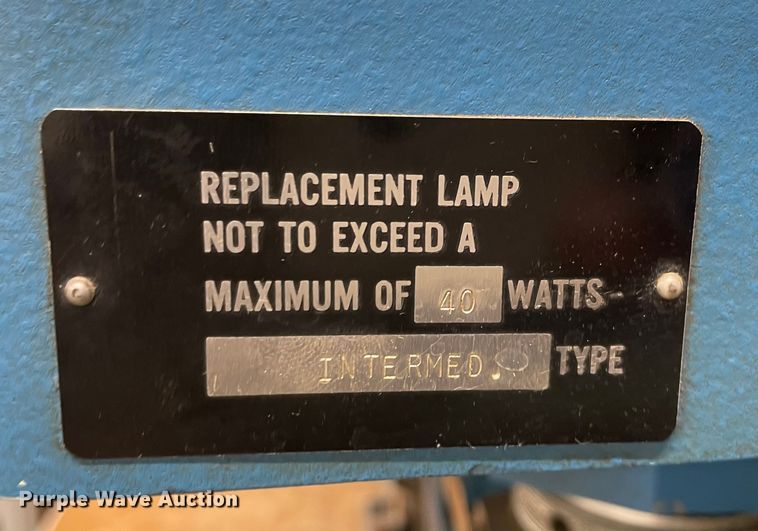 REPLACEMENT LAMP
NOT TO EXCEED A
MAXIMUM OF 40 WATTS
INTERMED. TYPE
Purple Wave Auction